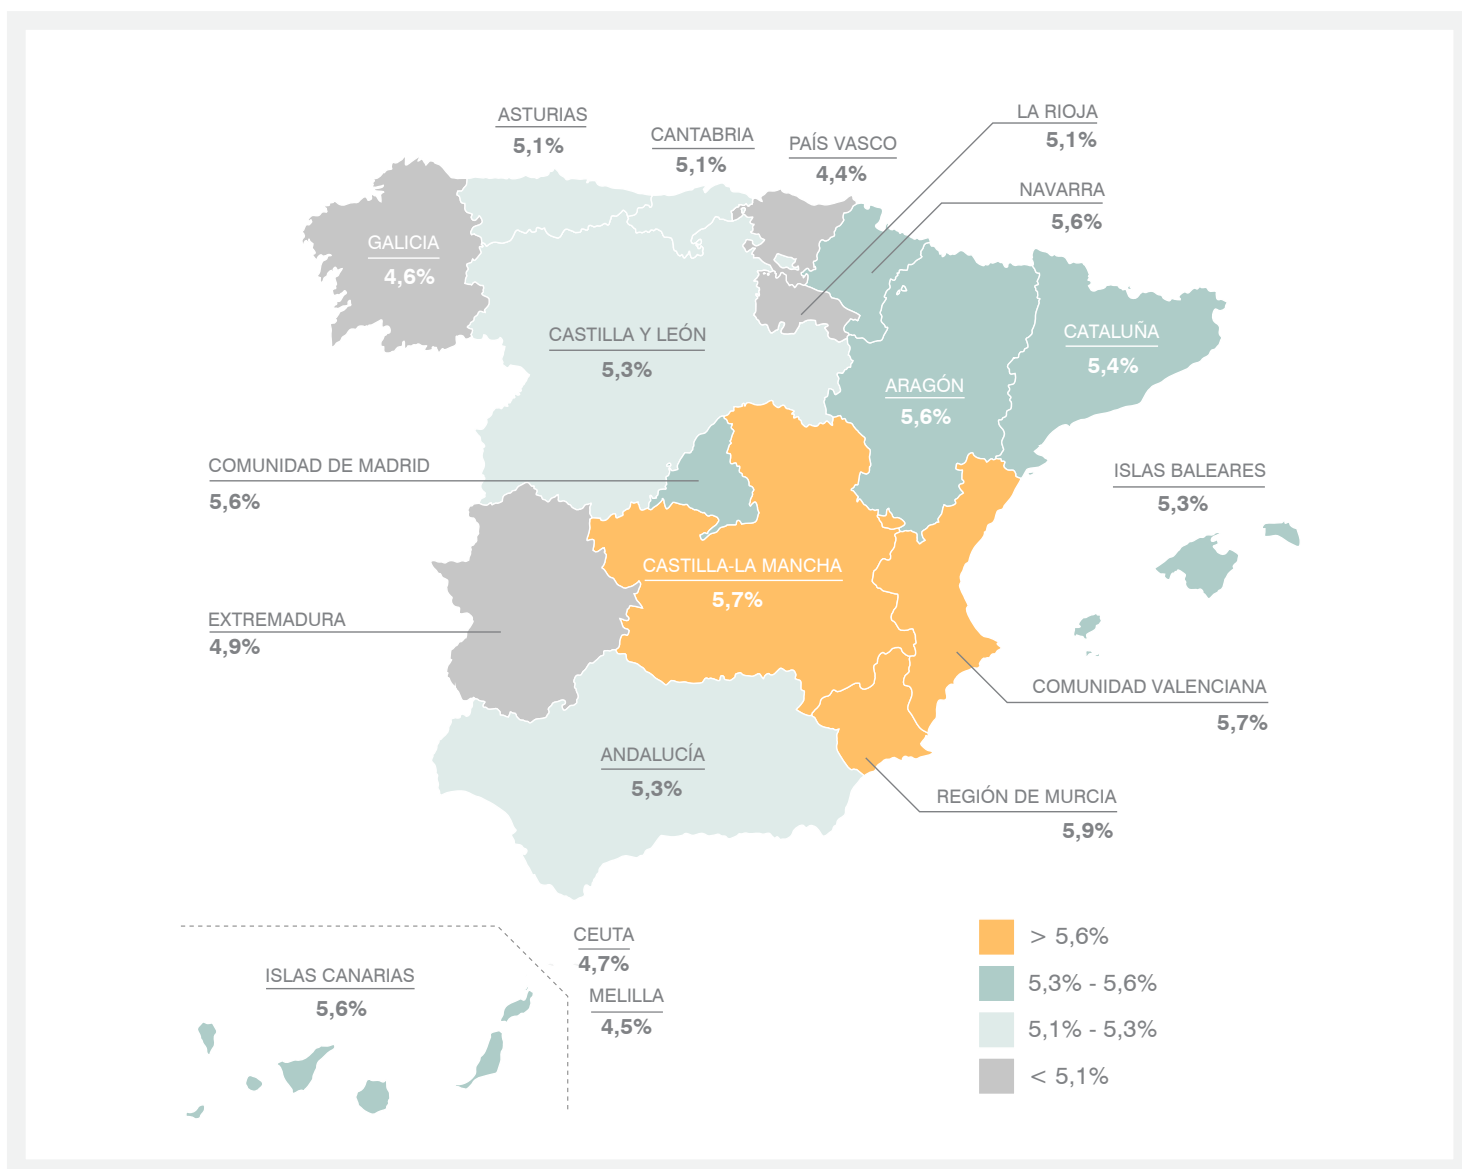 ASTURIAS
5,1%
CANTABRIA
5,1%
PAÍS VASCO
4,4%
LA RIOJA
5,1%
NAVARRA
5,6%
GALICIA
4,6%
CASTILLA Y LEÓN
5,3%
CATALUÑA
5,4%
ARAGÓN
5,6%
COMUNIDAD DE MADRID
5,6%
ISLAS BALEARES
5,3%
CASTILLA-LA MANCHA
5,7%
EXTREMADURA
4,9%
COMUNIDAD VALENCIANA
5,7%
ANDALUCÍA
5,3%
REGIÓN DE MURCIA
5,9%
CEUTA
4,7%
MELILLA
4,5%
ISLAS CANARIAS
5,6%
> 5,6%
5,3% - 5,6%
5,1% - 5,3%
< 5,1%